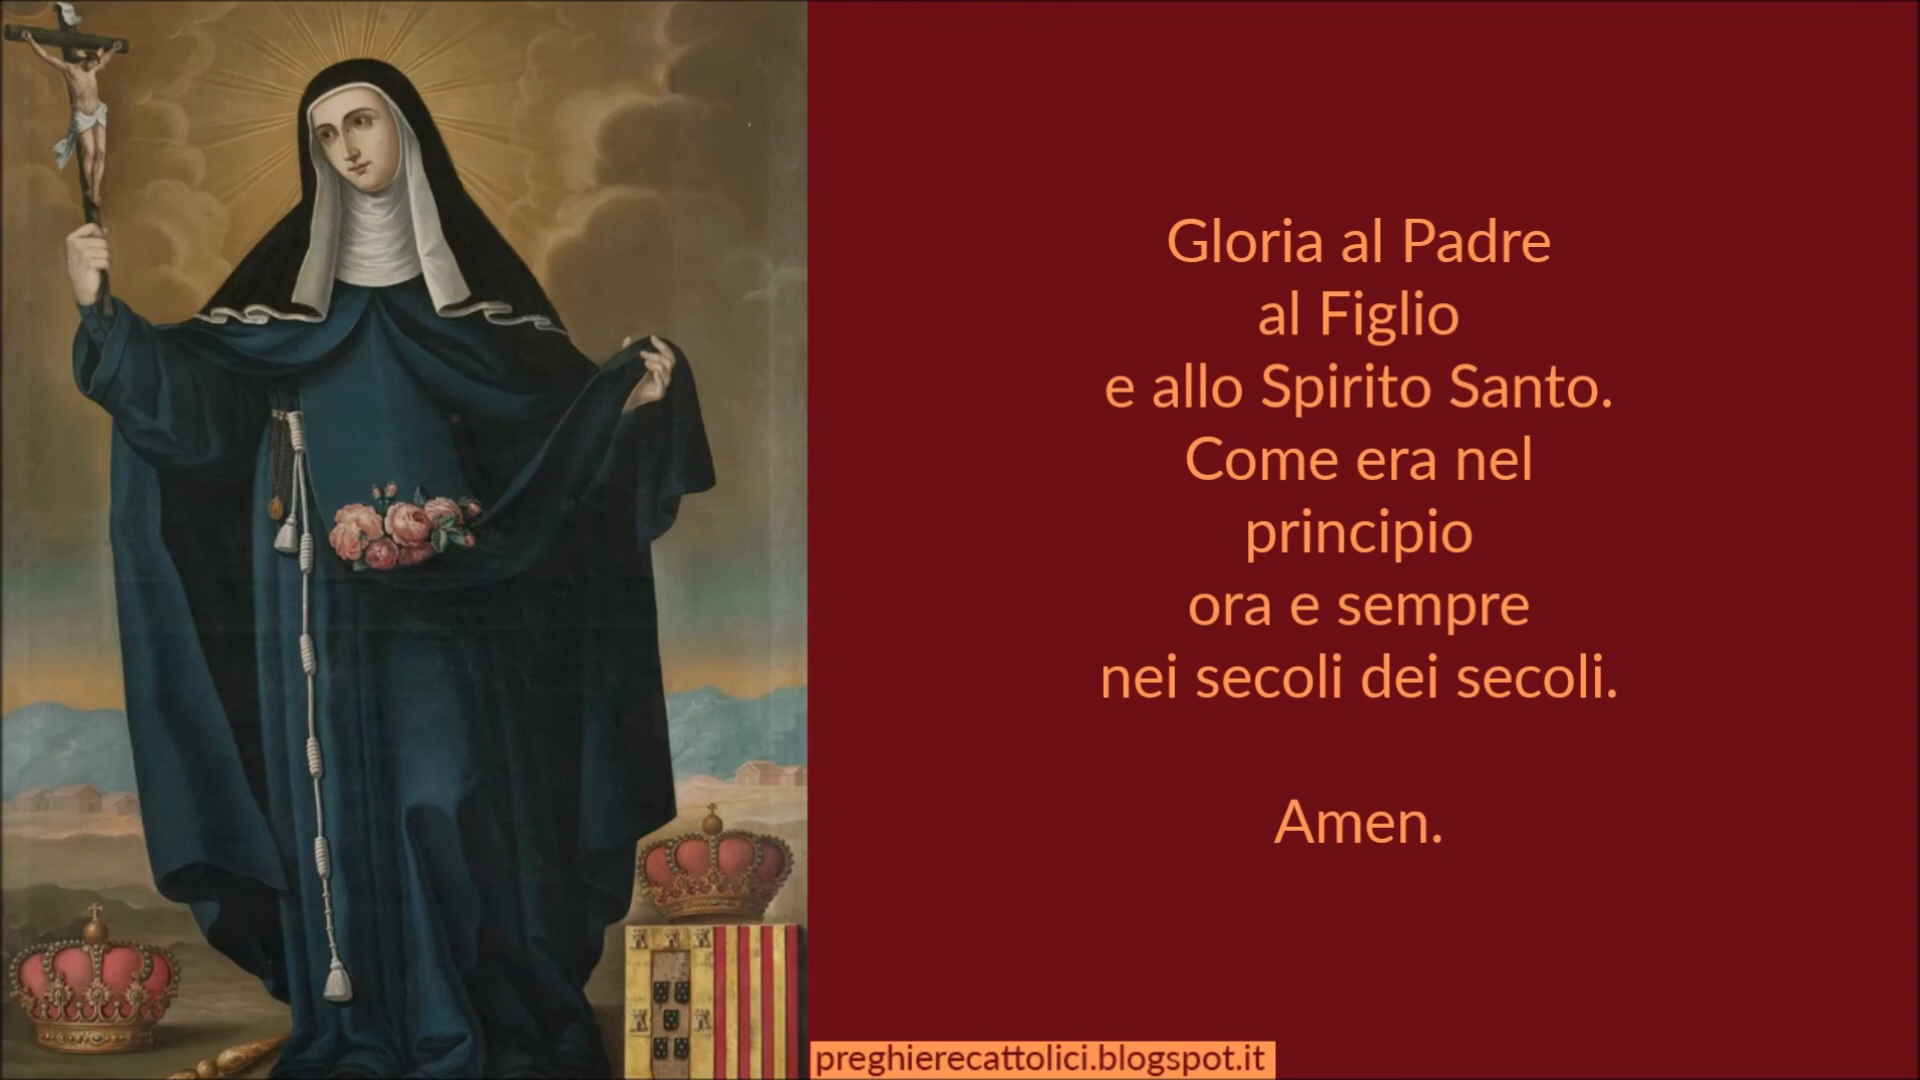 Gloria al Padre
al Figlio
e allo Spirito Santo.
Come era nel
principio
ora e sempre
nei secoli dei secoli.
Amen.
preghierecattolici.blogspot.it